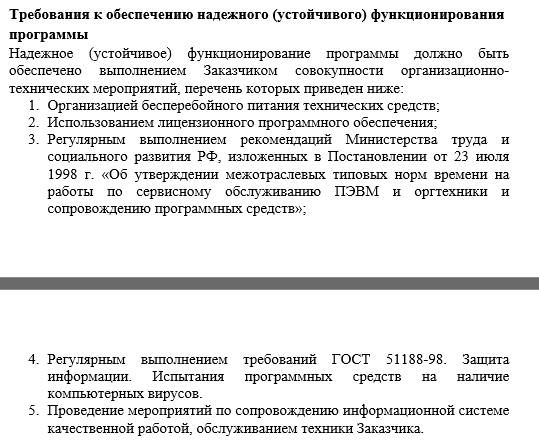 Требования к обеспечению надежного (устойчивого) функционирования
программы
Надежное (устойчивое) функционирование программы должно быть
обеспечено выполнением Заказчиком совокупности организационно-
технических мероприятий, перечень которых приведен ниже:
1. Организацией бесперебойного питания технических средств;
2. Использованием лицензионного программного обеспечения;
3. Регулярным выполнением рекомендаций Министерства труда и
социального развития РФ, изложенных в Постановлении от 23 июля
1998 г. «Об утверждении межотраслевых типовых норм времени на
работы по сервисному обслуживанию ПЭВМ и оргтехники и
сопровождению программных средств»;
4. Регулярным выполнением требований ГОСТ 51188-98. Защита
информации. Испытания программных средств на наличие
компьютерных вирусов.
5. Проведение мероприятий по сопровождению информационной системе
качественной работой, обслуживанием техники Заказчика.